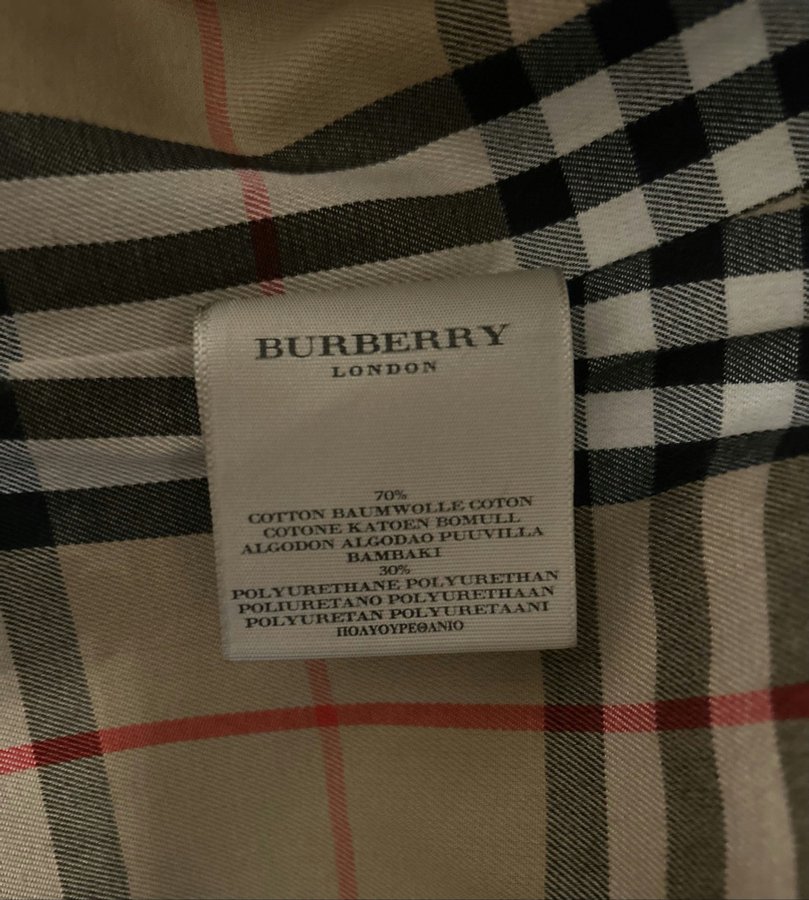 BURBERRY
LONDON
70%
COTTON BAUMWOLLE COTON
COTONE KATOEN BOMULL
ALGODON ALGODAO PUUVILLA
BAMBAKI
30%
POLYURETHANE POLYURETHAN
POLIURETANO POLYURETHAAN
POLYURETAN POLYURETAANI
ΠΟΛΥΟΥΡΕΘΑΝΙΟ